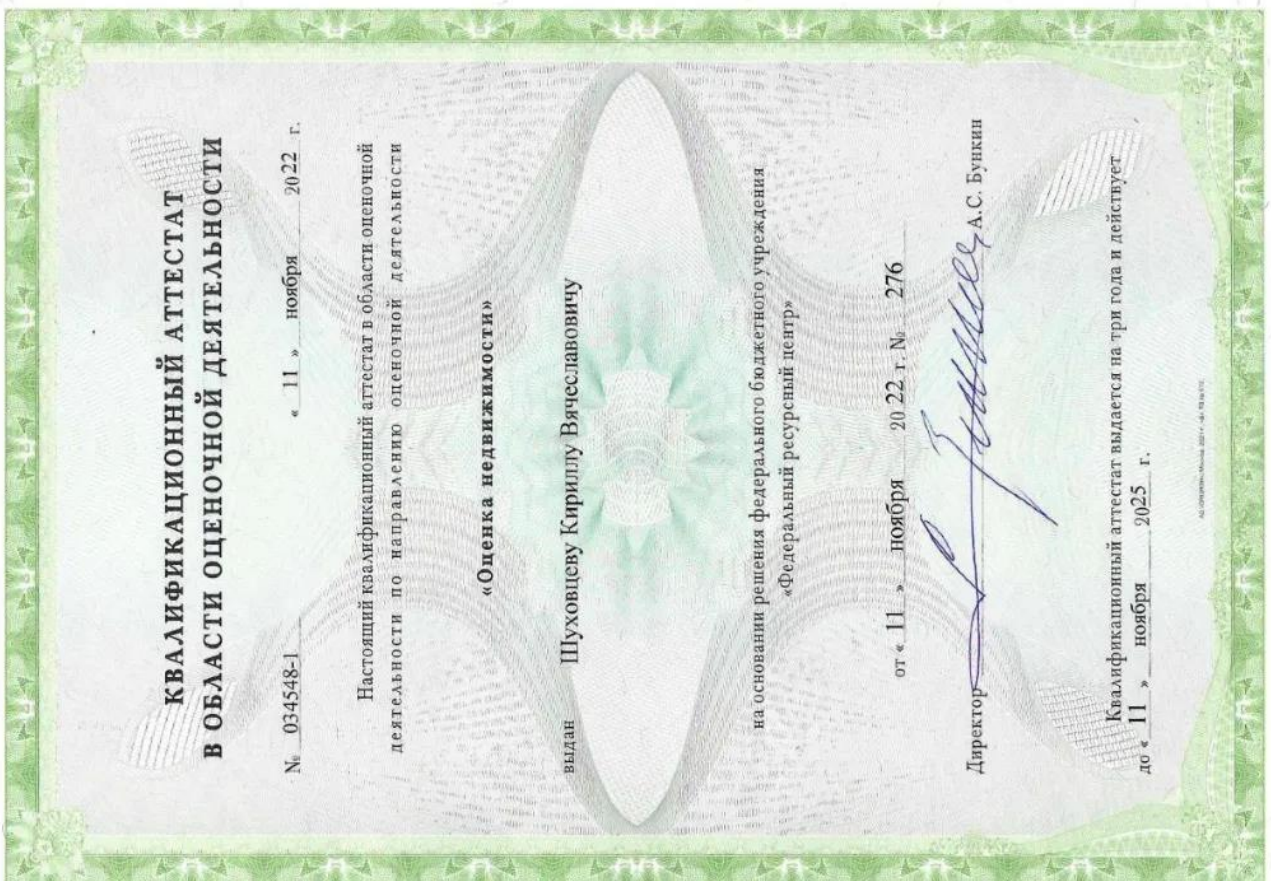 КВАЛИФИКАЦИОННЫЙ АТТЕСТАТ
В ОБЛАСТИ ОЦЕНОЧНОЙ ДЕЯТЕЛЬНОСТИ
№ 034548-1 « 11 » ноября 2022 г.
Настоящий квалификационный аттестат в области оценочной
деятельности по направлению оценочной деятельности
«Оценка недвижимости»
выдан Шуховцеву Кириллу Вячеславовичу
на основании решения федерального бюджетного учреждения
«Федеральный ресурсный центр»
от « 11 » ноября 20 22 г. № 276
Директор А.С. Бункин
Квалификационный аттестат выдается на три года и действует
до « 11 » ноября 2025 г.